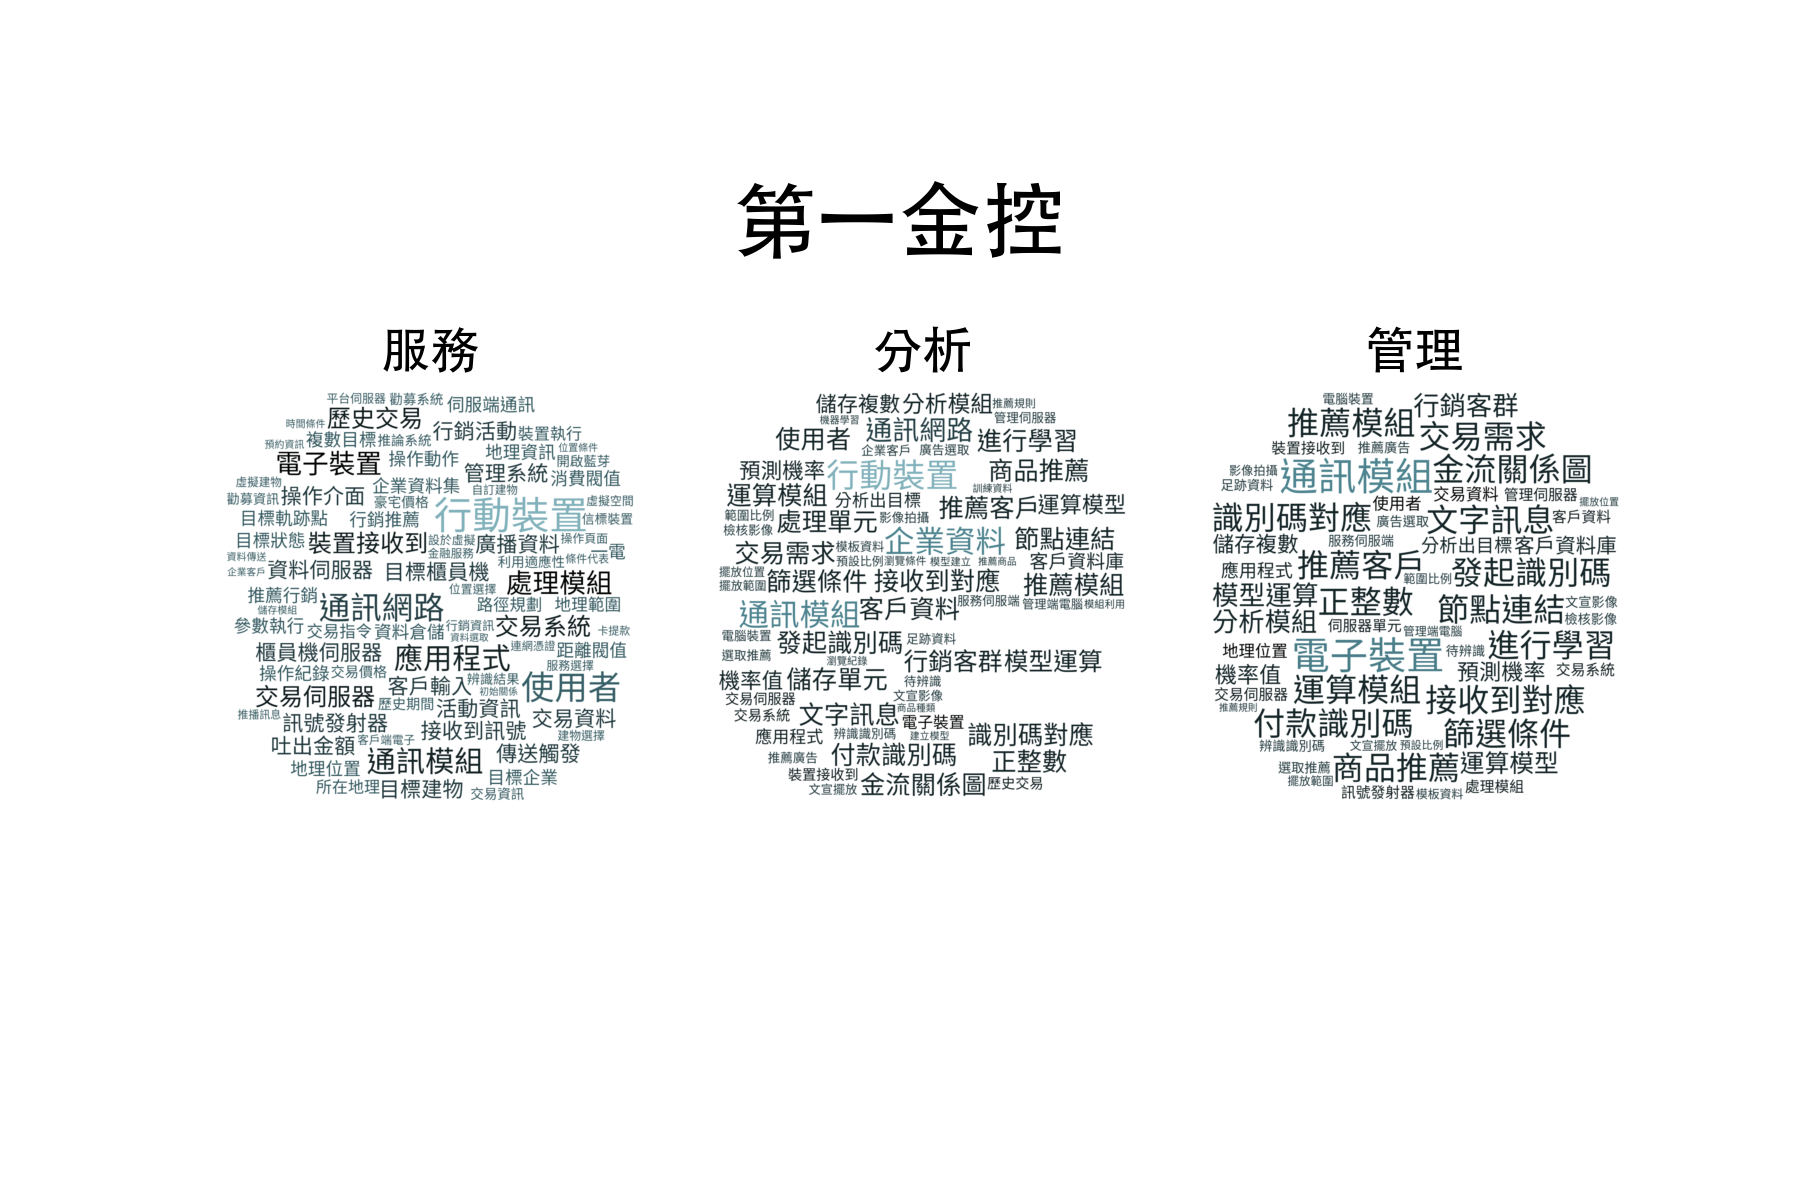 第一金控
服務
平台伺服器 勸募系統 伺服端通訊
時間條件 歷史交易 行銷活動 裝置執行
預約資訊 複數目標 推論系統 地理資訊 位置條件
電子裝置 操作動作 管理系統 開啟藍芽 消費閥值
虛擬建物 操作介面 企業資料集 自訂建物 虛擬空間
勸募資訊 豪宅價格 行動裝置 信標裝置
目標軌跡點 行銷推薦
目標狀態 裝置接收到 設於虛擬 廣播資料 操作頁面
資料傳送 金融服務 利用適應性 條件代表 一電
企業客戶 資料伺服器 目標櫃員機 處理模組
推薦行銷 通訊網路 位置選擇 路徑規劃 地理範圍
儲存模組 參數執行 交易指令 資料倉儲 行銷資訊 資料選取 交易系統 卡提款
櫃員機伺服器 應用程式 連網憑證 距離閥值
操作紀錄 交易價格 服務選擇
交易伺服器 客戶輸入 辨識結果 初始關係 使用者
推播訊息 訊號發射器 歷史期間 活動資訊 交易資料
接收到訊號 建物選擇
吐出金額 客戶端電子 通訊模組 傳送觸發
地理位置 目標企業
所在地理 目標建物 交易資訊
分析
儲存複數 分析模組 推薦規則
機器學習 通訊網路 管理伺服器
使用者 企業客戶 廣告選取 進行學習
預測機率 行動裝置 商品推薦
運算模組 分析出目標 訓練資料 推薦客戶 運算模型
範圍比例 處理單元 影像拍攝
檢核影像 企業資料 節點連結
交易需求 模板資料 預設比例 瀏覽條件 模型建立 推薦商品 客戶資料庫
擺放位置 擺放範圍 篩選條件 接收到對應 推薦模組
通訊模組 客戶資料 服務伺服端 管理端電腦 模組利用
電腦裝置 發起識別碼 足跡資料
選取推薦 瀏覽紀錄 行銷客群 模型運算
機率值 儲存單元 待辨識
交易伺服器 文宣影像
交易系統 文字訊息 商品種類 電子裝置 識別碼對應
應用程式 辨識識別碼 建立模型
推薦廣告 付款識別碼 正整數
裝置接收到 金流關係圖 歷史交易
文宣擺放
管理
電腦裝置 行銷客群
推薦模組 交易需求
裝置接收到 推薦廣告
影像拍攝 通訊模組 金流關係圖
足跡資料 交易資料 管理伺服器 擺放位置
識別碼對應 使用者 廣告選取 文字訊息 客戶資料
儲存複數 服務伺服端 分析出目標 客戶資料庫
應用程式 推薦客戶 範圍比例 發起識別碼
模型運算 正整數 節點連結 文宣影像
分析模組 伺服器單元 管理端電腦 檢核影像
地理位置 電子裝置 待辨識 進行學習
機率值 預測機率 交易系統
交易伺服器 運算模組 接收到對應
推薦規則 付款識別碼 篩選條件
辨識識別碼 文宣擺放 預設比例
選取推薦 商品推薦 運算模型
擺放範圍 訊號發射器 模板資料 處理模組